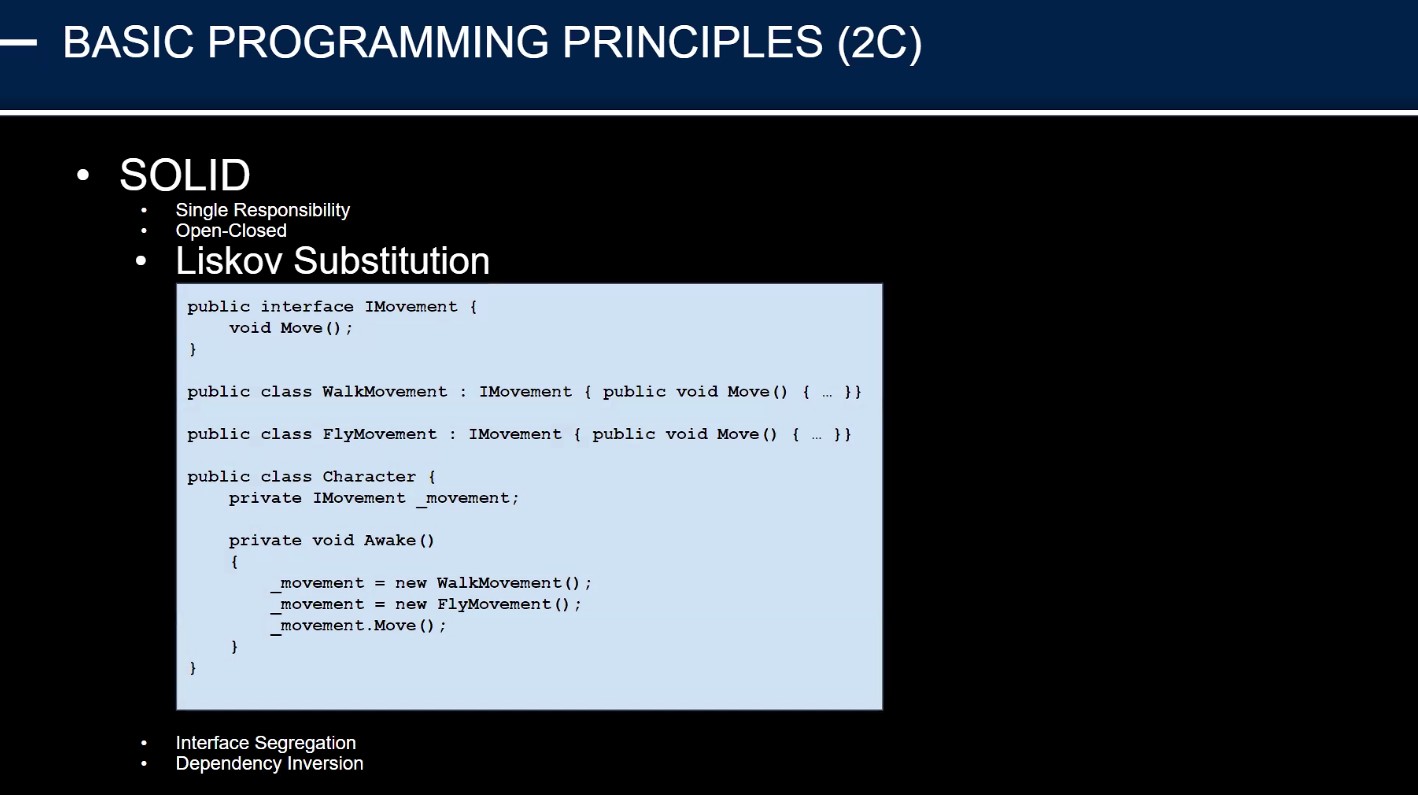 BASIC PROGRAMMING PRINCIPLES (2C)
• SOLID
• Single Responsibility
• Open-Closed
• Liskov Substitution
public interface IMovement {
    void Move();
}
public class WalkMovement : IMovement { public void Move() { … }}
public class FlyMovement : IMovement { public void Move() { … }}
public class Character {
    private IMovement _movement;
    private void Awake()
    {
        _movement = new WalkMovement();
        _movement = new FlyMovement();
        _movement.Move();
    }
}
• Interface Segregation
• Dependency Inversion